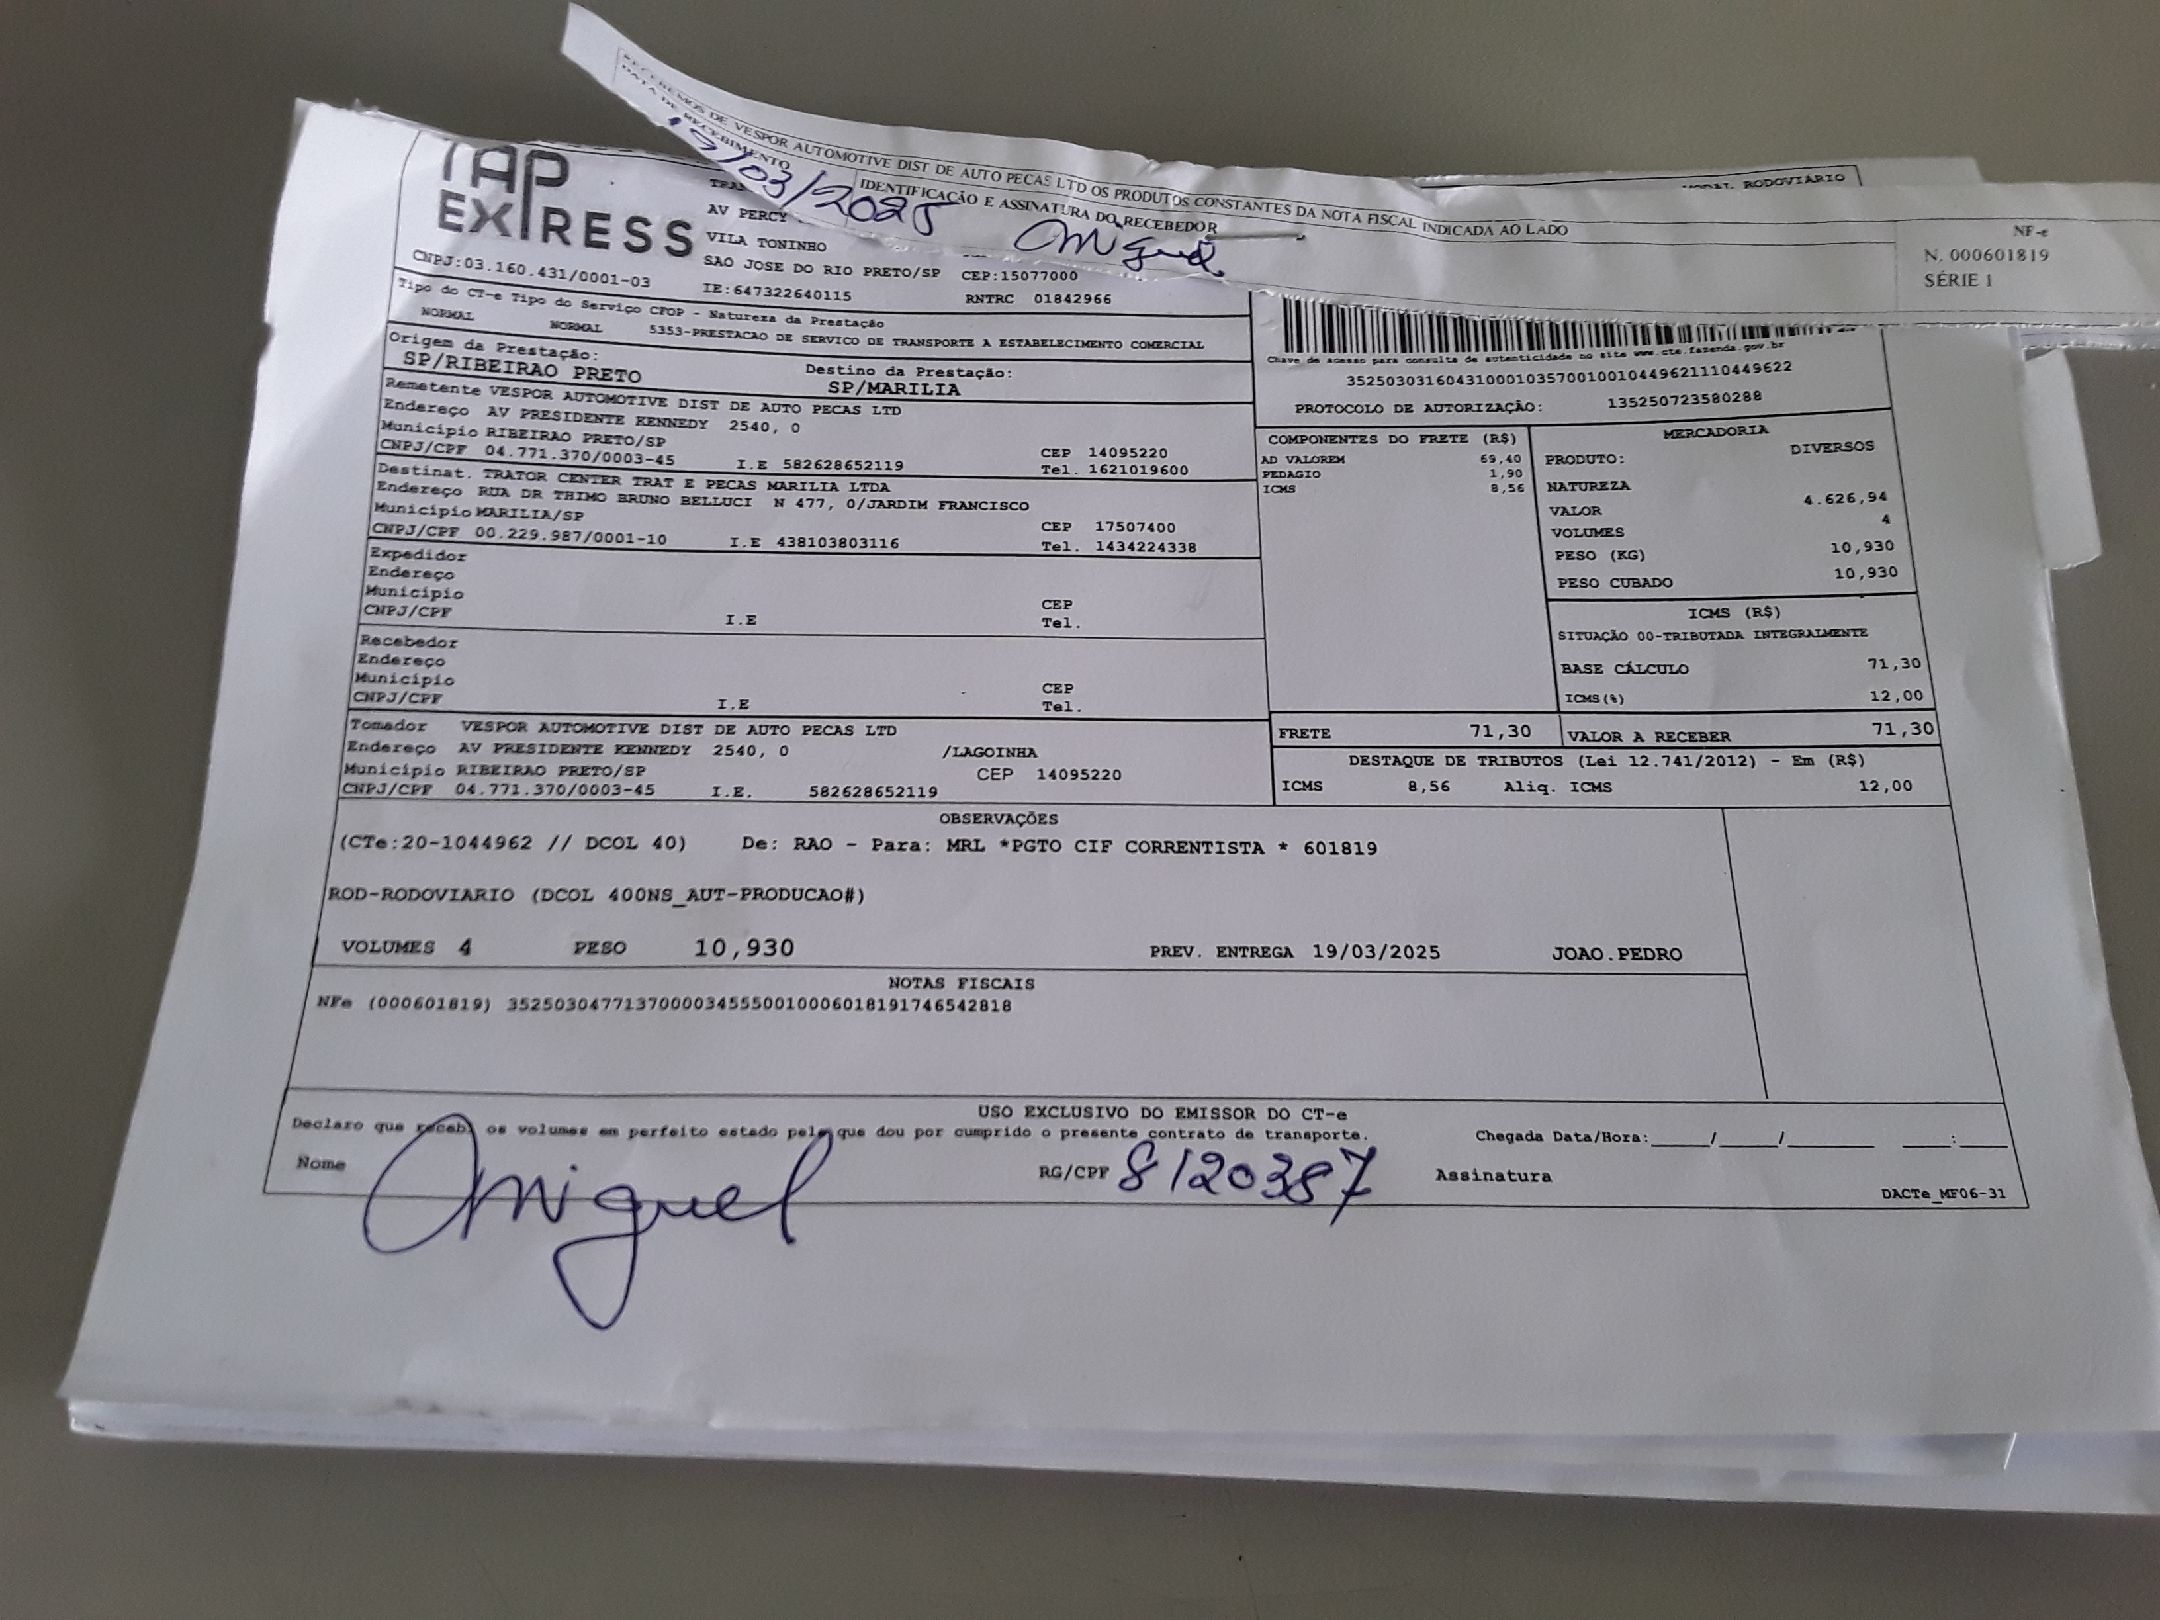 RECEBEMOS DE VESPOR AUTOMOTIVE DIST DE AUTO PECAS LTD OS PRODUTOS CONSTANTES DA NOTA FISCAL INDICADA AO LADO
DATA DE RECEBIMENTO
IDENTIFICAÇÃO E ASSINATURA DO RECEBEDOR
/03/2025
Miguel
NF-e
N. 000601819
SÉRIE 1
MODAL RODOVIARIO
TAP
EXPRESS
AV PERCY
VILA TONINHO
SAO JOSE DO RIO PRETO/SP CEP:15077000
CNPJ:03.160.431/0001-03 IE:647322640115 RNTRC 01842966
Tipo do CT-e Tipo do Serviço CFOP - Natureza da Prestação
NORMAL NORMAL 5353-PRESTACAO DE SERVICO DE TRANSPORTE A ESTABELECIMENTO COMERCIAL
Origem da Prestação: Destino da Prestação:
SP/RIBEIRAO PRETO SP/MARILIA
Remetente VESPOR AUTOMOTIVE DIST DE AUTO PECAS LTD
Endereço AV PRESIDENTE KENNEDY 2540, 0
Município RIBEIRAO PRETO/SP CEP 14095220
CNPJ/CPF 04.771.370/0003-45 I.E 582628652119 Tel. 1621019600
Destinat. TRATOR CENTER TRAT E PECAS MARILIA LTDA
Endereço RUA DR THIMO BRUNO BELLUCI N 477, 0/JARDIM FRANCISCO
Município MARILIA/SP CEP 17507400
CNPJ/CPF 00.229.987/0001-10 I.E 438103803116 Tel. 1434224338
Expedidor
Endereço
Município CEP
CNPJ/CPF I.E Tel.
Recebedor
Endereço
Município CEP
CNPJ/CPF I.E Tel.
Tomador VESPOR AUTOMOTIVE DIST DE AUTO PECAS LTD
Endereço AV PRESIDENTE KENNEDY 2540, 0 /LAGOINHA
Município RIBEIRAO PRETO/SP CEP 14095220
CNPJ/CPF 04.771.370/0003-45 I.E. 582628652119
Chave de acesso para consulta de autenticidade no site www.cte.fazenda.gov.br
35250303160431000103570010010449621110449622
PROTOCOLO DE AUTORIZAÇÃO: 135250723580288
COMPONENTES DO FRETE (R$)
AD VALOREM 69,40
PEDAGIO 1,90
ICMS 8,56
MERCADORIA
PRODUTO: DIVERSOS
NATUREZA
VALOR 4.626,94
VOLUMES 4
PESO (KG) 10,930
PESO CUBADO 10,930
ICMS (R$)
SITUAÇÃO 00-TRIBUTADA INTEGRALMENTE
BASE CÁLCULO 71,30
ICMS(%) 12,00
FRETE 71,30 VALOR A RECEBER 71,30
DESTAQUE DE TRIBUTOS (Lei 12.741/2012) - Em (R$)
ICMS 8,56 Aliq. ICMS 12,00
OBSERVAÇÕES
(CTe:20-1044962 // DCOL 40) De: RAO - Para: MRL *PGTO CIF CORRENTISTA * 601819
ROD-RODOVIARIO (DCOL 400NS_AUT-PRODUCAO#)
VOLUMES 4 PESO 10,930 PREV. ENTREGA 19/03/2025 JOAO.PEDRO
NOTAS FISCAIS
NFe (000601819) 35250304771370000345550010006018191746542818
USO EXCLUSIVO DO EMISSOR DO CT-e
Declaro que recebi os volumes em perfeito estado pelo que dou por cumprido o presente contrato de transporte. Chegada Data/Hora:____/____/______ ___:___
Nome Miguel RG/CPF 8120387 Assinatura
DACTe_MF06-31